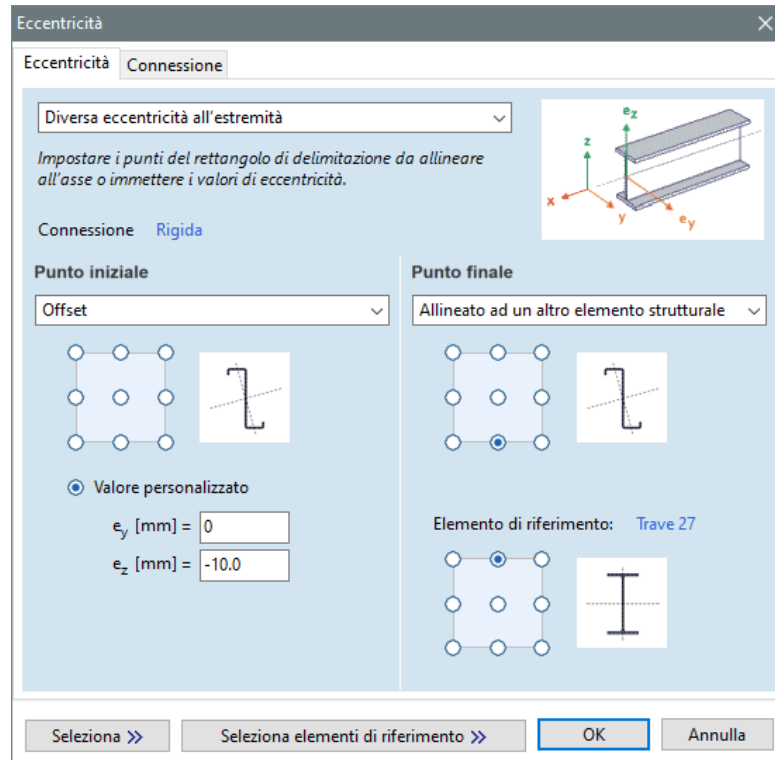 Eccentricità
Eccentricità Connessione
Diversa eccentricità all'estremità
Impostare i punti del rettangolo di delimitazione da allineare
all'asse o immettere i valori di eccentricità.
ez
z
x
y
ey
Connessione Rigida
Punto iniziale
Offset
Valore personalizzato
ey [mm] = 0
ez [mm] = -10.0
Punto finale
Allineato ad un altro elemento strutturale
Elemento di riferimento: Trave 27
Seleziona >> Seleziona elementi di riferimento >> OK Annulla